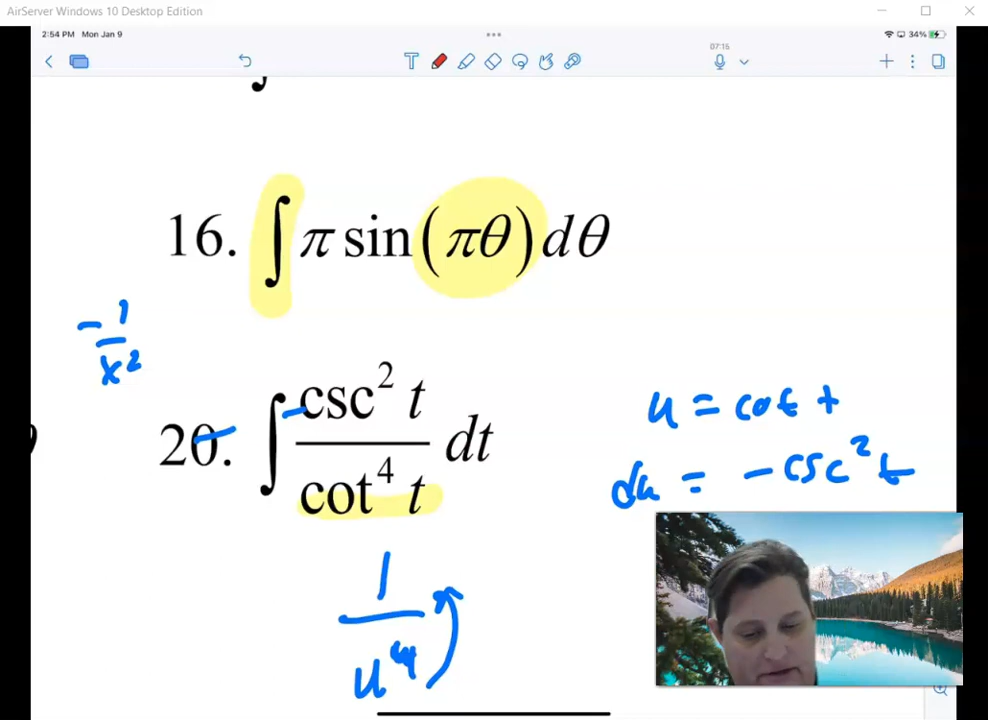 AirServer Windows 10 Desktop Edition
2:54 PM Mon Jan 9
34%
07:15
T
16. ∫ π sin(πθ) dθ
-1/x²
20. - ∫ -csc² t / cot⁴ t dt
u = cot t
du = -csc² t
1/u⁴